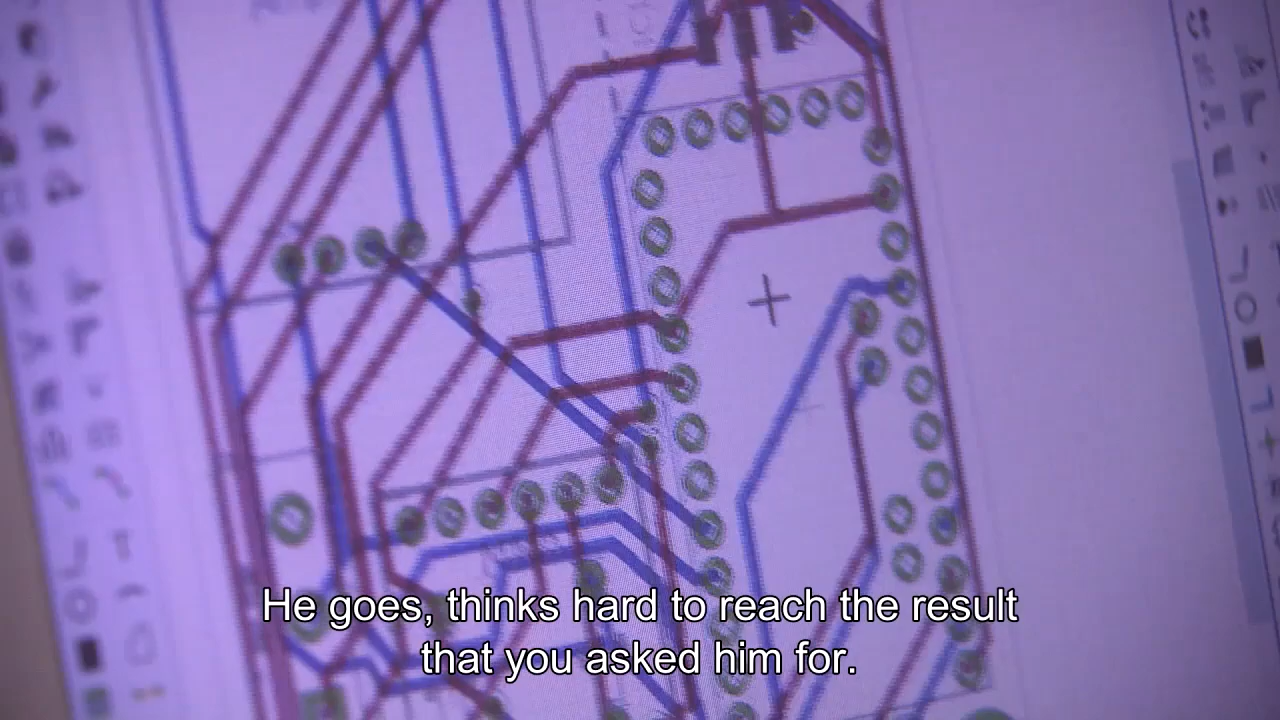 He goes, thinks hard to reach the result
that you asked him for.